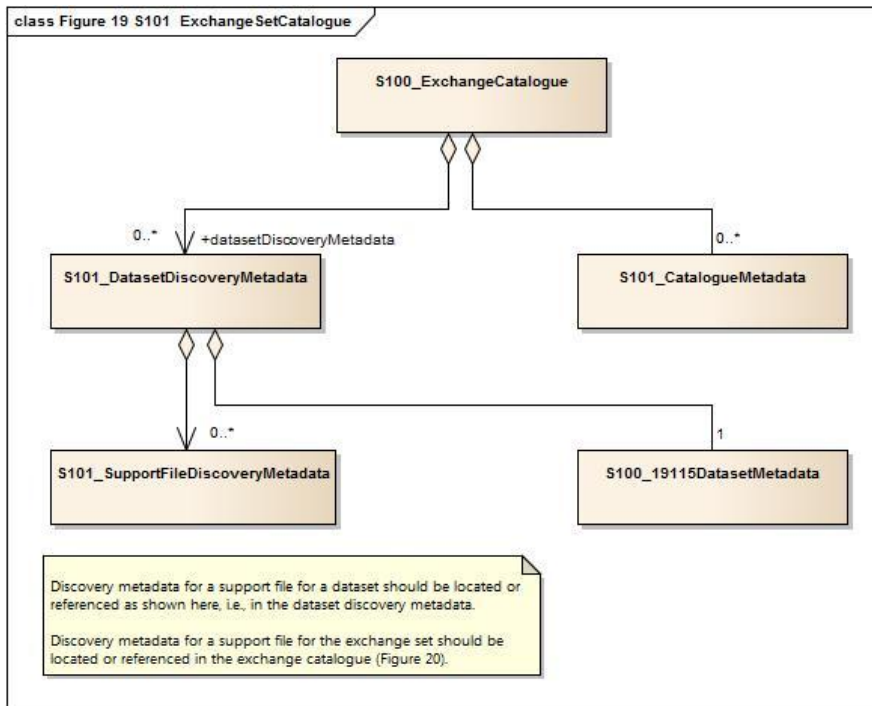 class Figure 19 S101 ExchangeSetCatalogue
S100_ExchangeCatalogue
0..*
+datasetDiscoveryMetadata
0..*
S101_DatasetDiscoveryMetadata
S101_CatalogueMetadata
0..*
1
S101_SupportFileDiscoveryMetadata
S100_19115DatasetMetadata
Discovery metadata for a support file for a dataset should be located or
referenced as shown here, i.e., in the dataset discovery metadata.
Discovery metadata for a support file for the exchange set should be
located or referenced in the exchange catalogue (Figure 20).